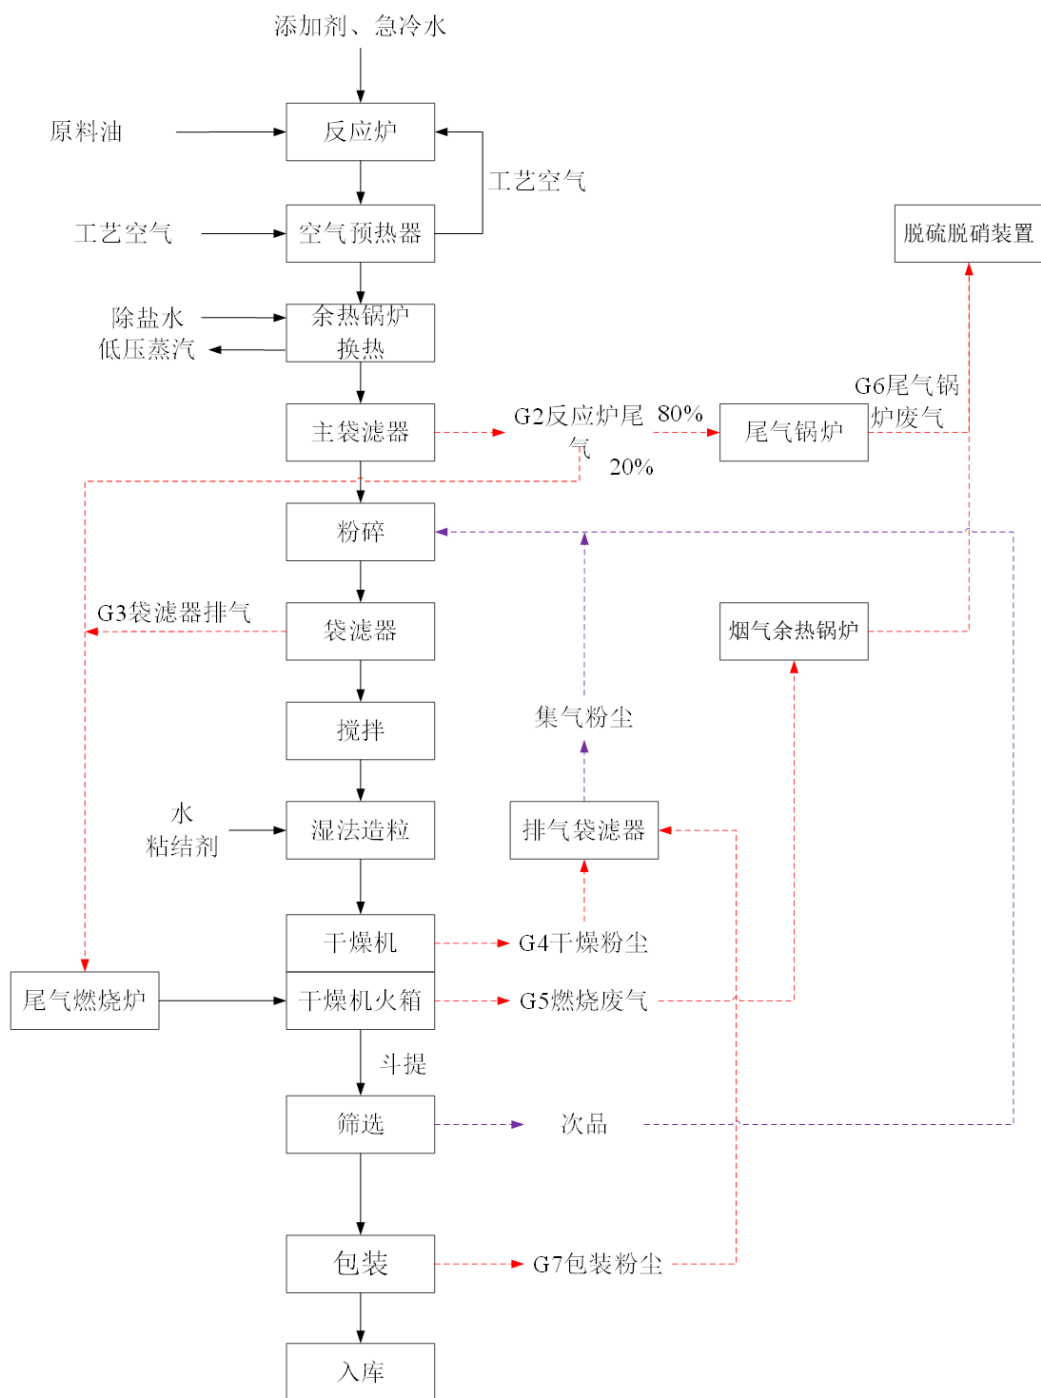 添加剂、急冷水
原料油
反应炉
工艺空气
工艺空气
空气预热器
脱硫脱硝装置
除盐水
低压蒸汽
余热锅炉
换热
主袋滤器
G2反应炉尾
气
80%
20%
尾气锅炉
G6尾气锅
炉废气
粉碎
G3袋滤器排气
袋滤器
烟气余热锅炉
搅拌
集气粉尘
水
粘结剂
湿法造粒
排气袋滤器
干燥机
G4干燥粉尘
尾气燃烧炉
干燥机火箱
G5燃烧废气
斗提
筛选
次品
包装
G7包装粉尘
入库